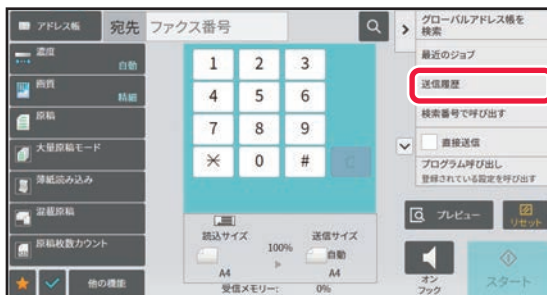 アドレス帳
宛先
ファクス番号
濃度
自動
画質
精細
原稿
大量原稿モード
薄紙読み込み
混載原稿
原稿枚数カウント
他の機能
1 2 3
4 5 6
7 8 9
＊ 0 # C
読込サイズ
100%
送信サイズ
自動
A4
A4
受信メモリー: 0%
グローバルアドレス帳を
検索
最近のジョブ
送信履歴
検索番号で呼び出す
直接送信
プログラム呼び出し
登録されている設定を呼び出す
プレビュー
リセット
オン
フック
スタート